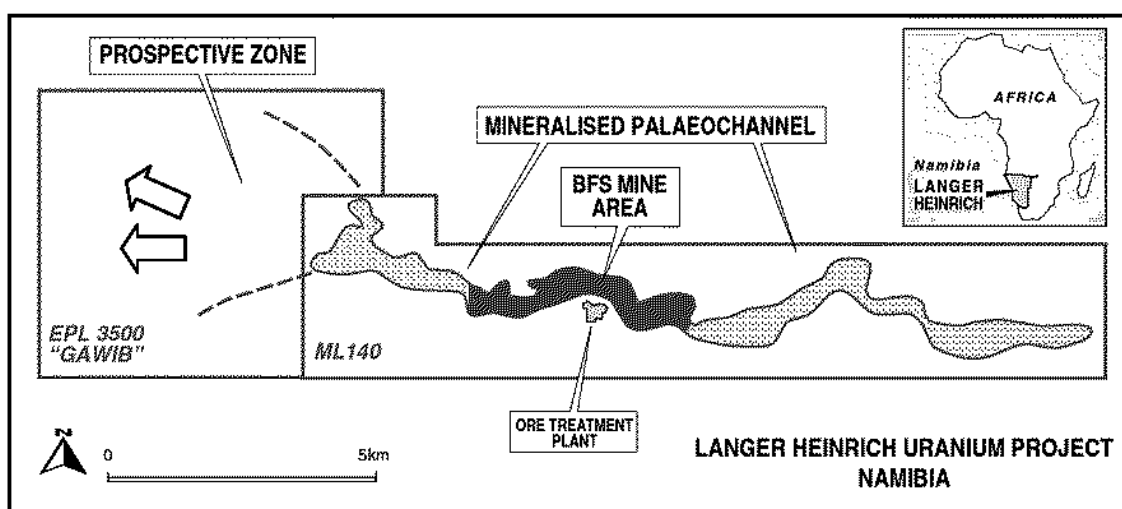 PROSPECTIVE ZONE
MINERALISED PALAEOCHANNEL
BFS MINE
AREA
AFRICA
Namibia
LANGER
HEINRICH
EPL 3500
"GAWIB"
ML140
ORE TREATMENT
PLANT
N
0
5km
LANGER HEINRICH URANIUM PROJECT
NAMIBIA